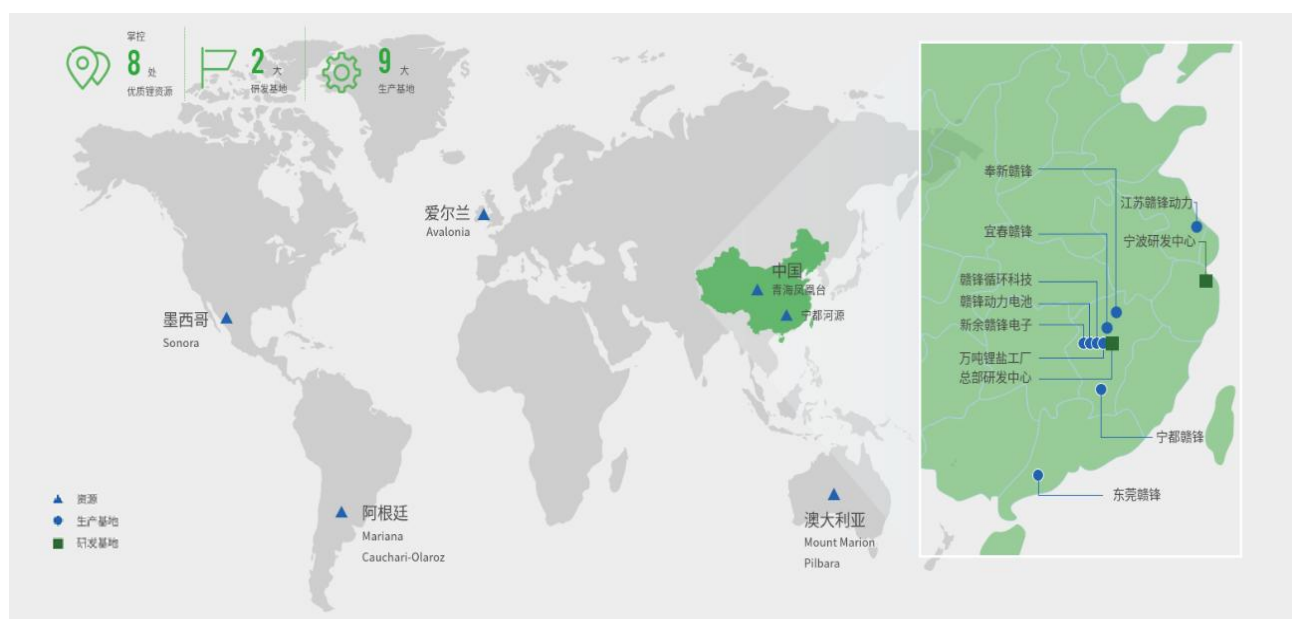 掌控
8 处
优质锂资源
2 大
研发基地
9 大
生产基地
爱尔兰
Avalonia
中国
青海凤凰台
宁都河源
墨西哥
Sonora
阿根廷
Mariana
Cauchari-Olaroz
澳大利亚
Mount Marion
Pilbara
资源
生产基地
研发基地
奉新赣锋
江苏赣锋动力
宜春赣锋
宁波研发中心
赣锋循环科技
赣锋动力电池
新余赣锋电子
万吨锂盐工厂
总部研发中心
宁都赣锋
东莞赣锋